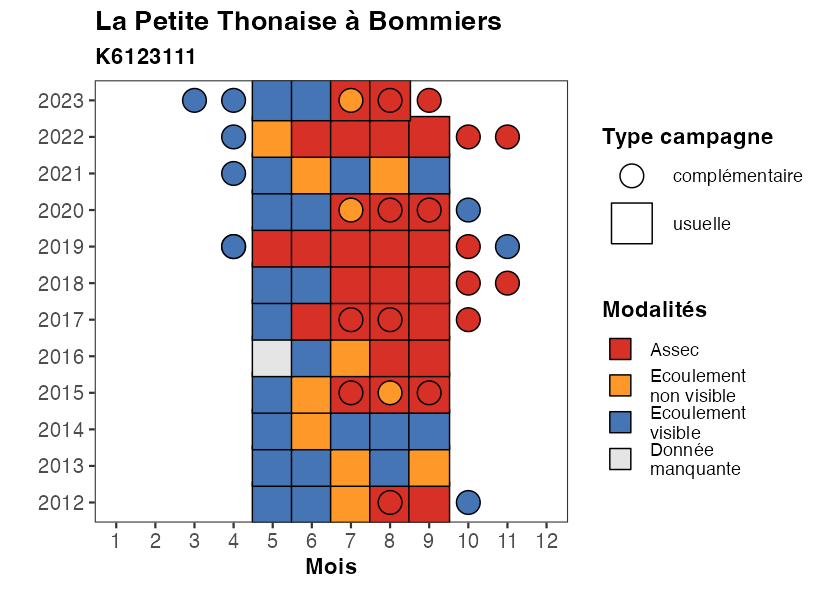 La Petite Thonaise à Bommiers
K6123111
2023
2022
2021
2020
2019
2018
2017
2016
2015
2014
2013
2012
1 2 3 4 5 6 7 8 9 10 11 12
Mois
Type campagne
complémentaire
usuelle
Modalités
Assec
Ecoulement
non visible
Ecoulement
visible
Donnée
manquante